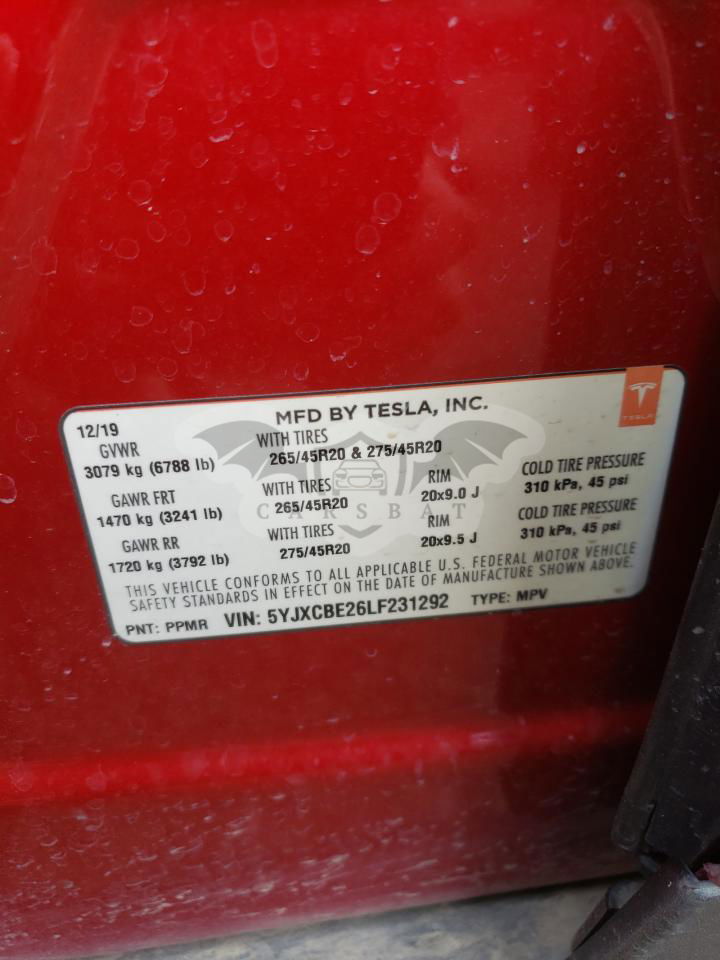 MFD BY TESLA, INC.
TESLA
12/19
GVWR
3079 kg (6788 lb)
WITH TIRES
265/45R20 & 275/45R20
GAWR FRT
1470 kg (3241 lb)
WITH TIRES
265/45R20
RIM
20x9.0 J
COLD TIRE PRESSURE
310 kPa, 45 psi
GAWR RR
1720 kg (3792 lb)
WITH TIRES
275/45R20
RIM
20x9.5 J
COLD TIRE PRESSURE
310 kPa, 45 psi
CARSBAT
THIS VEHICLE CONFORMS TO ALL APPLICABLE U.S. FEDERAL MOTOR VEHICLE
SAFETY STANDARDS IN EFFECT ON THE DATE OF MANUFACTURE SHOWN ABOVE.
PNT: PPMR VIN: 5YJXCBE26LF231292 TYPE: MPV